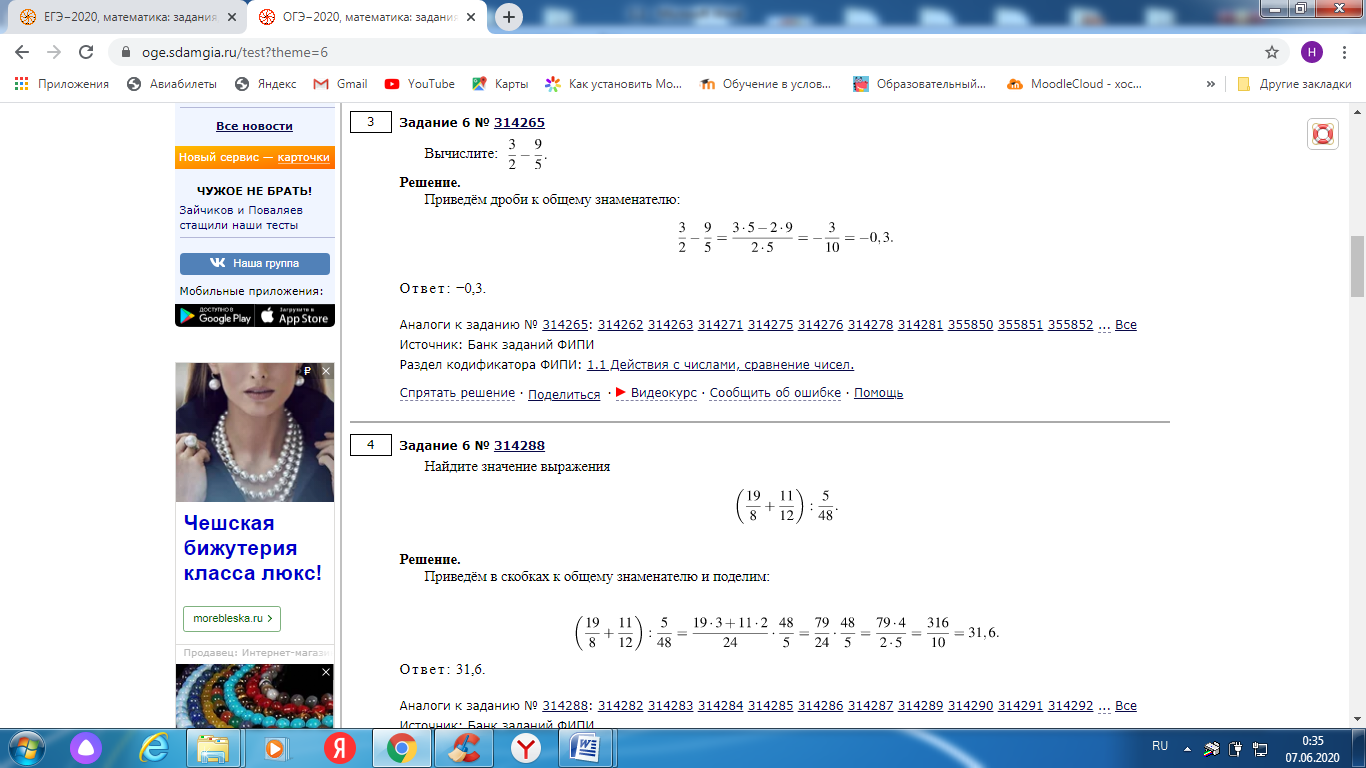 ЕГЭ–2020, математика: задания
ОГЭ–2020, математика: задания
oge.sdamgia.ru/test?theme=6
Н
Приложения Авиабилеты Яндекс Gmail YouTube Карты Как установить Mo... Обучение в услов... Образовательный... MoodleCloud - хос... » Другие закладки
Все новости
Новый сервис — карточки
ЧУЖОЕ НЕ БРАТЬ!
Зайчиков и Поваляев
стащили наши тесты
Наша группа
Мобильные приложения:
ДОСТУПНО В Google Play
Загрузите в App Store
₽
Чешская
бижутерия
класса люкс!
morebleska.ru >
Продавец: Интернет-магази
3 Задание 6 № 314265
Вычислите: 3/2 − 9/5.
Решение.
Приведём дроби к общему знаменателю:
3/2 − 9/5 = (3·5 − 2·9)/(2·5) = −3/10 = −0,3.
Ответ: −0,3.
Аналоги к заданию № 314265: 314262 314263 314271 314275 314276 314278 314281 355850 355851 355852 ... Все
Источник: Банк заданий ФИПИ
Раздел кодификатора ФИПИ: 1.1 Действия с числами, сравнение чисел.
Спрятать решение · Поделиться · Видеокурс · Сообщить об ошибке · Помощь
4 Задание 6 № 314288
Найдите значение выражения
(19/8 + 11/12) : 5/48.
Решение.
Приведём в скобках к общему знаменателю и поделим:
(19/8 + 11/12) : 5/48 = (19·3 + 11·2)/24 · 48/5 = 79/24 · 48/5 = (79·4)/(2·5) = 316/10 = 31,6.
Ответ: 31,6.
Аналоги к заданию № 314288: 314282 314283 314284 314285 314286 314287 314289 314290 314291 314292 ... Все
Источник: Банк заданий ФИПИ
RU
0:35
07.06.2020